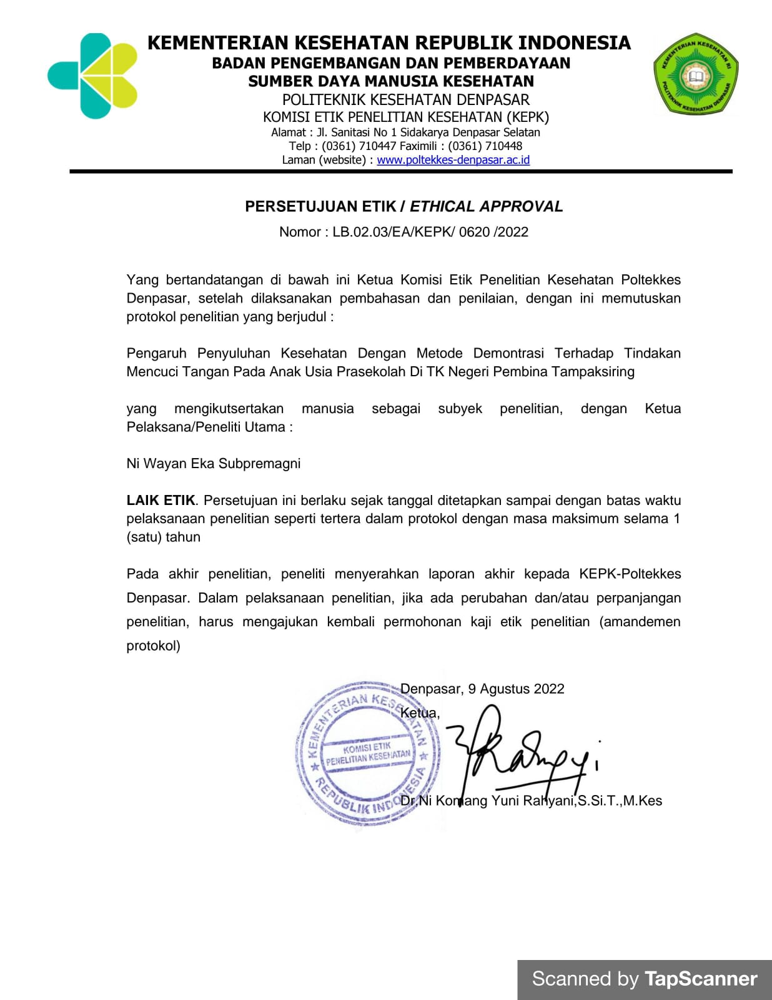 KEMENTERIAN KESEHATAN REPUBLIK INDONESIA
BADAN PENGEMBANGAN DAN PEMBERDAYAAN
SUMBER DAYA MANUSIA KESEHATAN
POLITEKNIK KESEHATAN DENPASAR
KOMISI ETIK PENELITIAN KESEHATAN (KEPK)
Alamat : Jl. Sanitasi No 1 Sidakarya Denpasar Selatan
Telp : (0361) 710447 Faximili : (0361) 710448
Laman (website) : www.poltekkes-denpasar.ac.id
KEMENTERIAN KESEHATAN RI
POLITEKNIK KESEHATAN DENPASAR
PERSETUJUAN ETIK / ETHICAL APPROVAL
Nomor : LB.02.03/EA/KEPK/ 0620 /2022
Yang bertandatangan di bawah ini Ketua Komisi Etik Penelitian Kesehatan Poltekkes
Denpasar, setelah dilaksanakan pembahasan dan penilaian, dengan ini memutuskan
protokol penelitian yang berjudul :
Pengaruh Penyuluhan Kesehatan Dengan Metode Demontrasi Terhadap Tindakan
Mencuci Tangan Pada Anak Usia Prasekolah Di TK Negeri Pembina Tampaksiring
yang mengikutsertakan manusia sebagai subyek penelitian, dengan Ketua
Pelaksana/Peneliti Utama :
Ni Wayan Eka Subpremagni
LAIK ETIK. Persetujuan ini berlaku sejak tanggal ditetapkan sampai dengan batas waktu
pelaksanaan penelitian seperti tertera dalam protokol dengan masa maksimum selama 1
(satu) tahun
Pada akhir penelitian, peneliti menyerahkan laporan akhir kepada KEPK-Poltekkes
Denpasar. Dalam pelaksanaan penelitian, jika ada perubahan dan/atau perpanjangan
penelitian, harus mengajukan kembali permohonan kaji etik penelitian (amandemen
protokol)
Denpasar, 9 Agustus 2022
Ketua,
KEMENTERIAN KESEHATAN
KOMISI ETIK
PENELITIAN KESEHATAN
REPUBLIK INDONESIA
Dr.Ni Komang Yuni Rahyani,S.Si.T.,M.Kes
Scanned by TapScanner